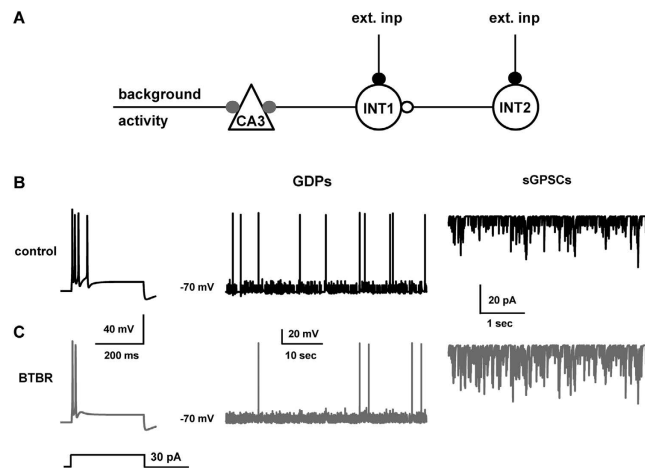 A
ext. inp
ext. inp
background
activity
CA3
INT1
INT2
B
GDPs
sGPSCs
control
-70 mV
20 pA
1 sec
40 mV
200 ms
20 mV
10 sec
C
BTBR
-70 mV
30 pA